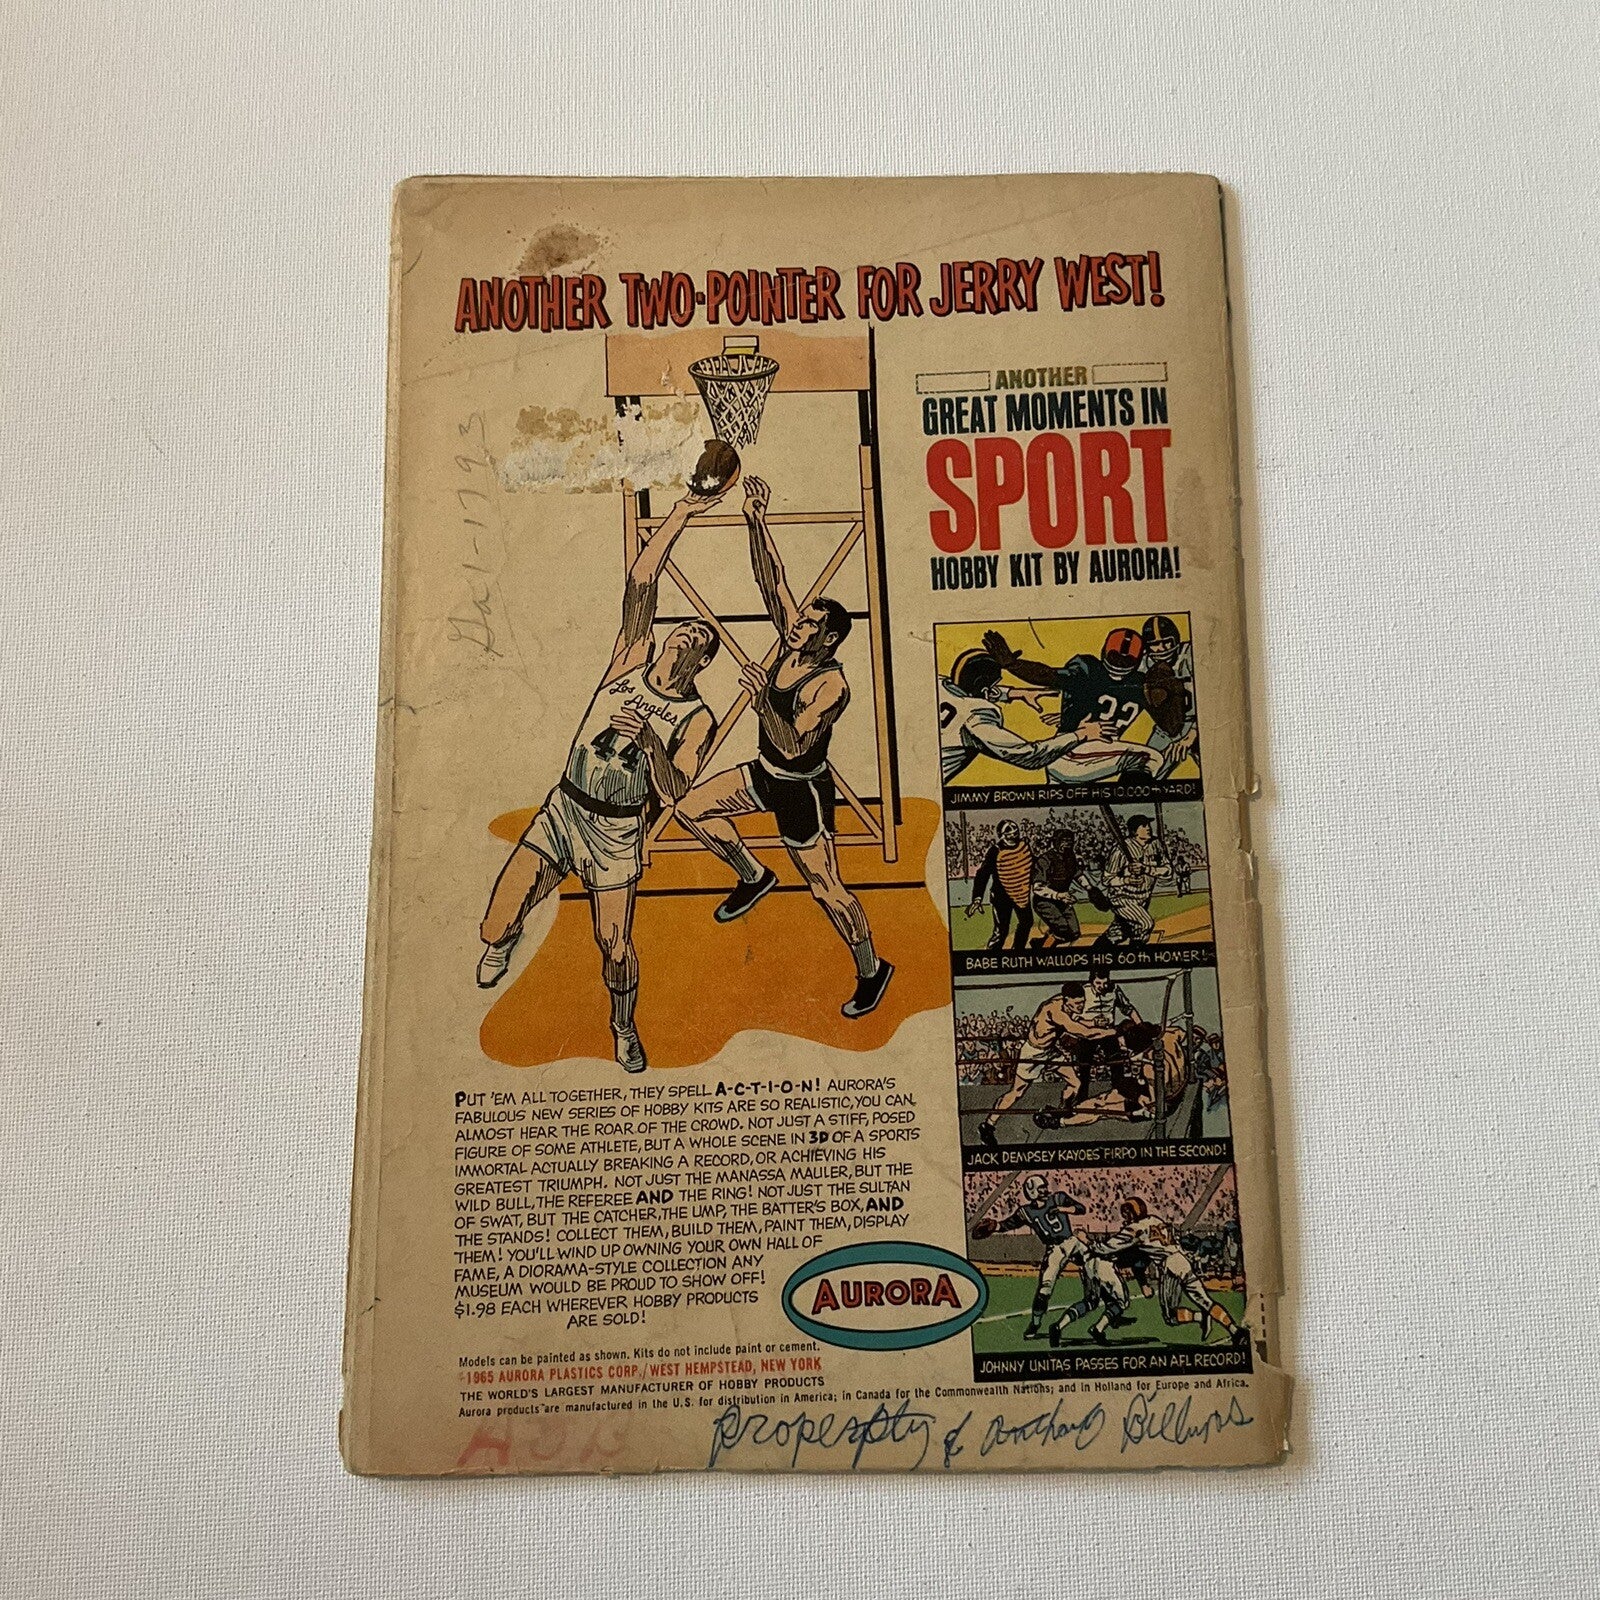 ANOTHER TWO-POINTER FOR JERRY WEST!
ANOTHER
GREAT MOMENTS IN
SPORT
HOBBY KIT BY AURORA!
Ga 1-1793
Los
Angeles
44
32
JIMMY BROWN RIPS OFF HIS 10,000th YARD!
BABE RUTH WALLOPS HIS 60th HOMER!
JACK DEMPSEY KAYOES FIRPO IN THE SECOND!
19
JOHNNY UNITAS PASSES FOR AN AFL RECORD!
PUT 'EM ALL TOGETHER, THEY SPELL A-C-T-I-O-N! AURORA'S
FABULOUS NEW SERIES OF HOBBY KITS ARE SO REALISTIC, YOU CAN
ALMOST HEAR THE ROAR OF THE CROWD. NOT JUST A STIFF, POSED
FIGURE OF SOME ATHLETE, BUT A WHOLE SCENE IN 3D OF A SPORTS
IMMORTAL ACTUALLY BREAKING A RECORD, OR ACHIEVING HIS
GREATEST TRIUMPH. NOT JUST THE MANASSA MAULER, BUT THE
WILD BULL, THE REFEREE AND THE RING! NOT JUST THE SULTAN
OF SWAT, BUT THE CATCHER, THE UMP, THE BATTER'S BOX, AND
THE STANDS! COLLECT THEM, BUILD THEM, PAINT THEM, DISPLAY
THEM! YOU'LL WIND UP OWNING YOUR OWN HALL OF
FAME, A DIORAMA-STYLE COLLECTION ANY
MUSEUM WOULD BE PROUD TO SHOW OFF!
$1.98 EACH WHEREVER HOBBY PRODUCTS
ARE SOLD!
AURORA
Models can be painted as shown. Kits do not include paint or cement.
©1965 AURORA PLASTICS CORP./WEST HEMPSTEAD, NEW YORK
THE WORLD'S LARGEST MANUFACTURER OF HOBBY PRODUCTS
Aurora products are manufactured in the U.S. for distribution in America; in Canada for the Commonwealth Nations; and in Holland for Europe and Africa.
property of Anthony